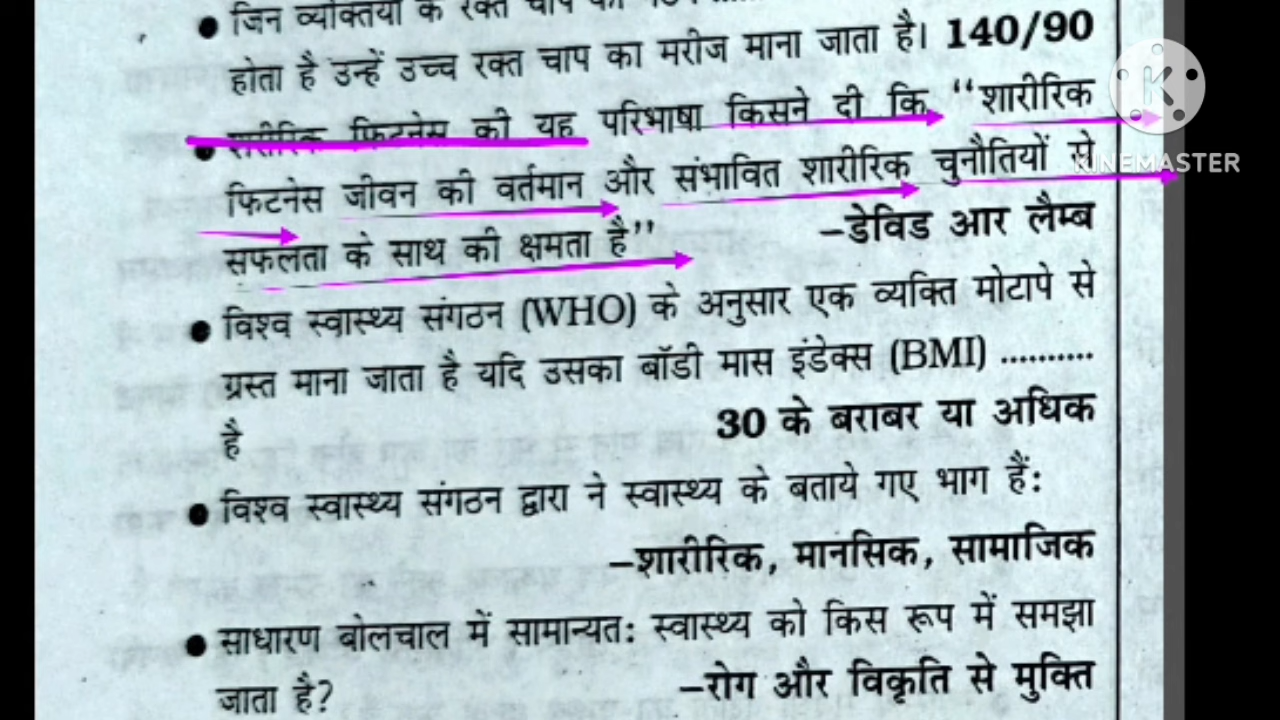 जिन व्यक्तियों के रक्त चाप
होता है उन्हें उच्च रक्त चाप का मरीज माना जाता है। 140/90
शारीरिक फिटनेस की यह परिभाषा किसने दी कि "शारीरिक
फिटनेस जीवन की वर्तमान और संभावित शारीरिक चुनौतियों से
सफलता के साथ की क्षमता है" –डेविड आर लैम्ब
विश्व स्वास्थ्य संगठन (WHO) के अनुसार एक व्यक्ति मोटापे से
ग्रस्त माना जाता है यदि उसका बॉडी मास इंडेक्स (BMI) ..........
है 30 के बराबर या अधिक
विश्व स्वास्थ्य संगठन द्वारा ने स्वास्थ्य के बताये गए भाग हैं:
–शारीरिक, मानसिक, सामाजिक
साधारण बोलचाल में सामान्यत: स्वास्थ्य को किस रूप में समझा
जाता है? –रोग और विकृति से मुक्ति
K
KINEMASTER